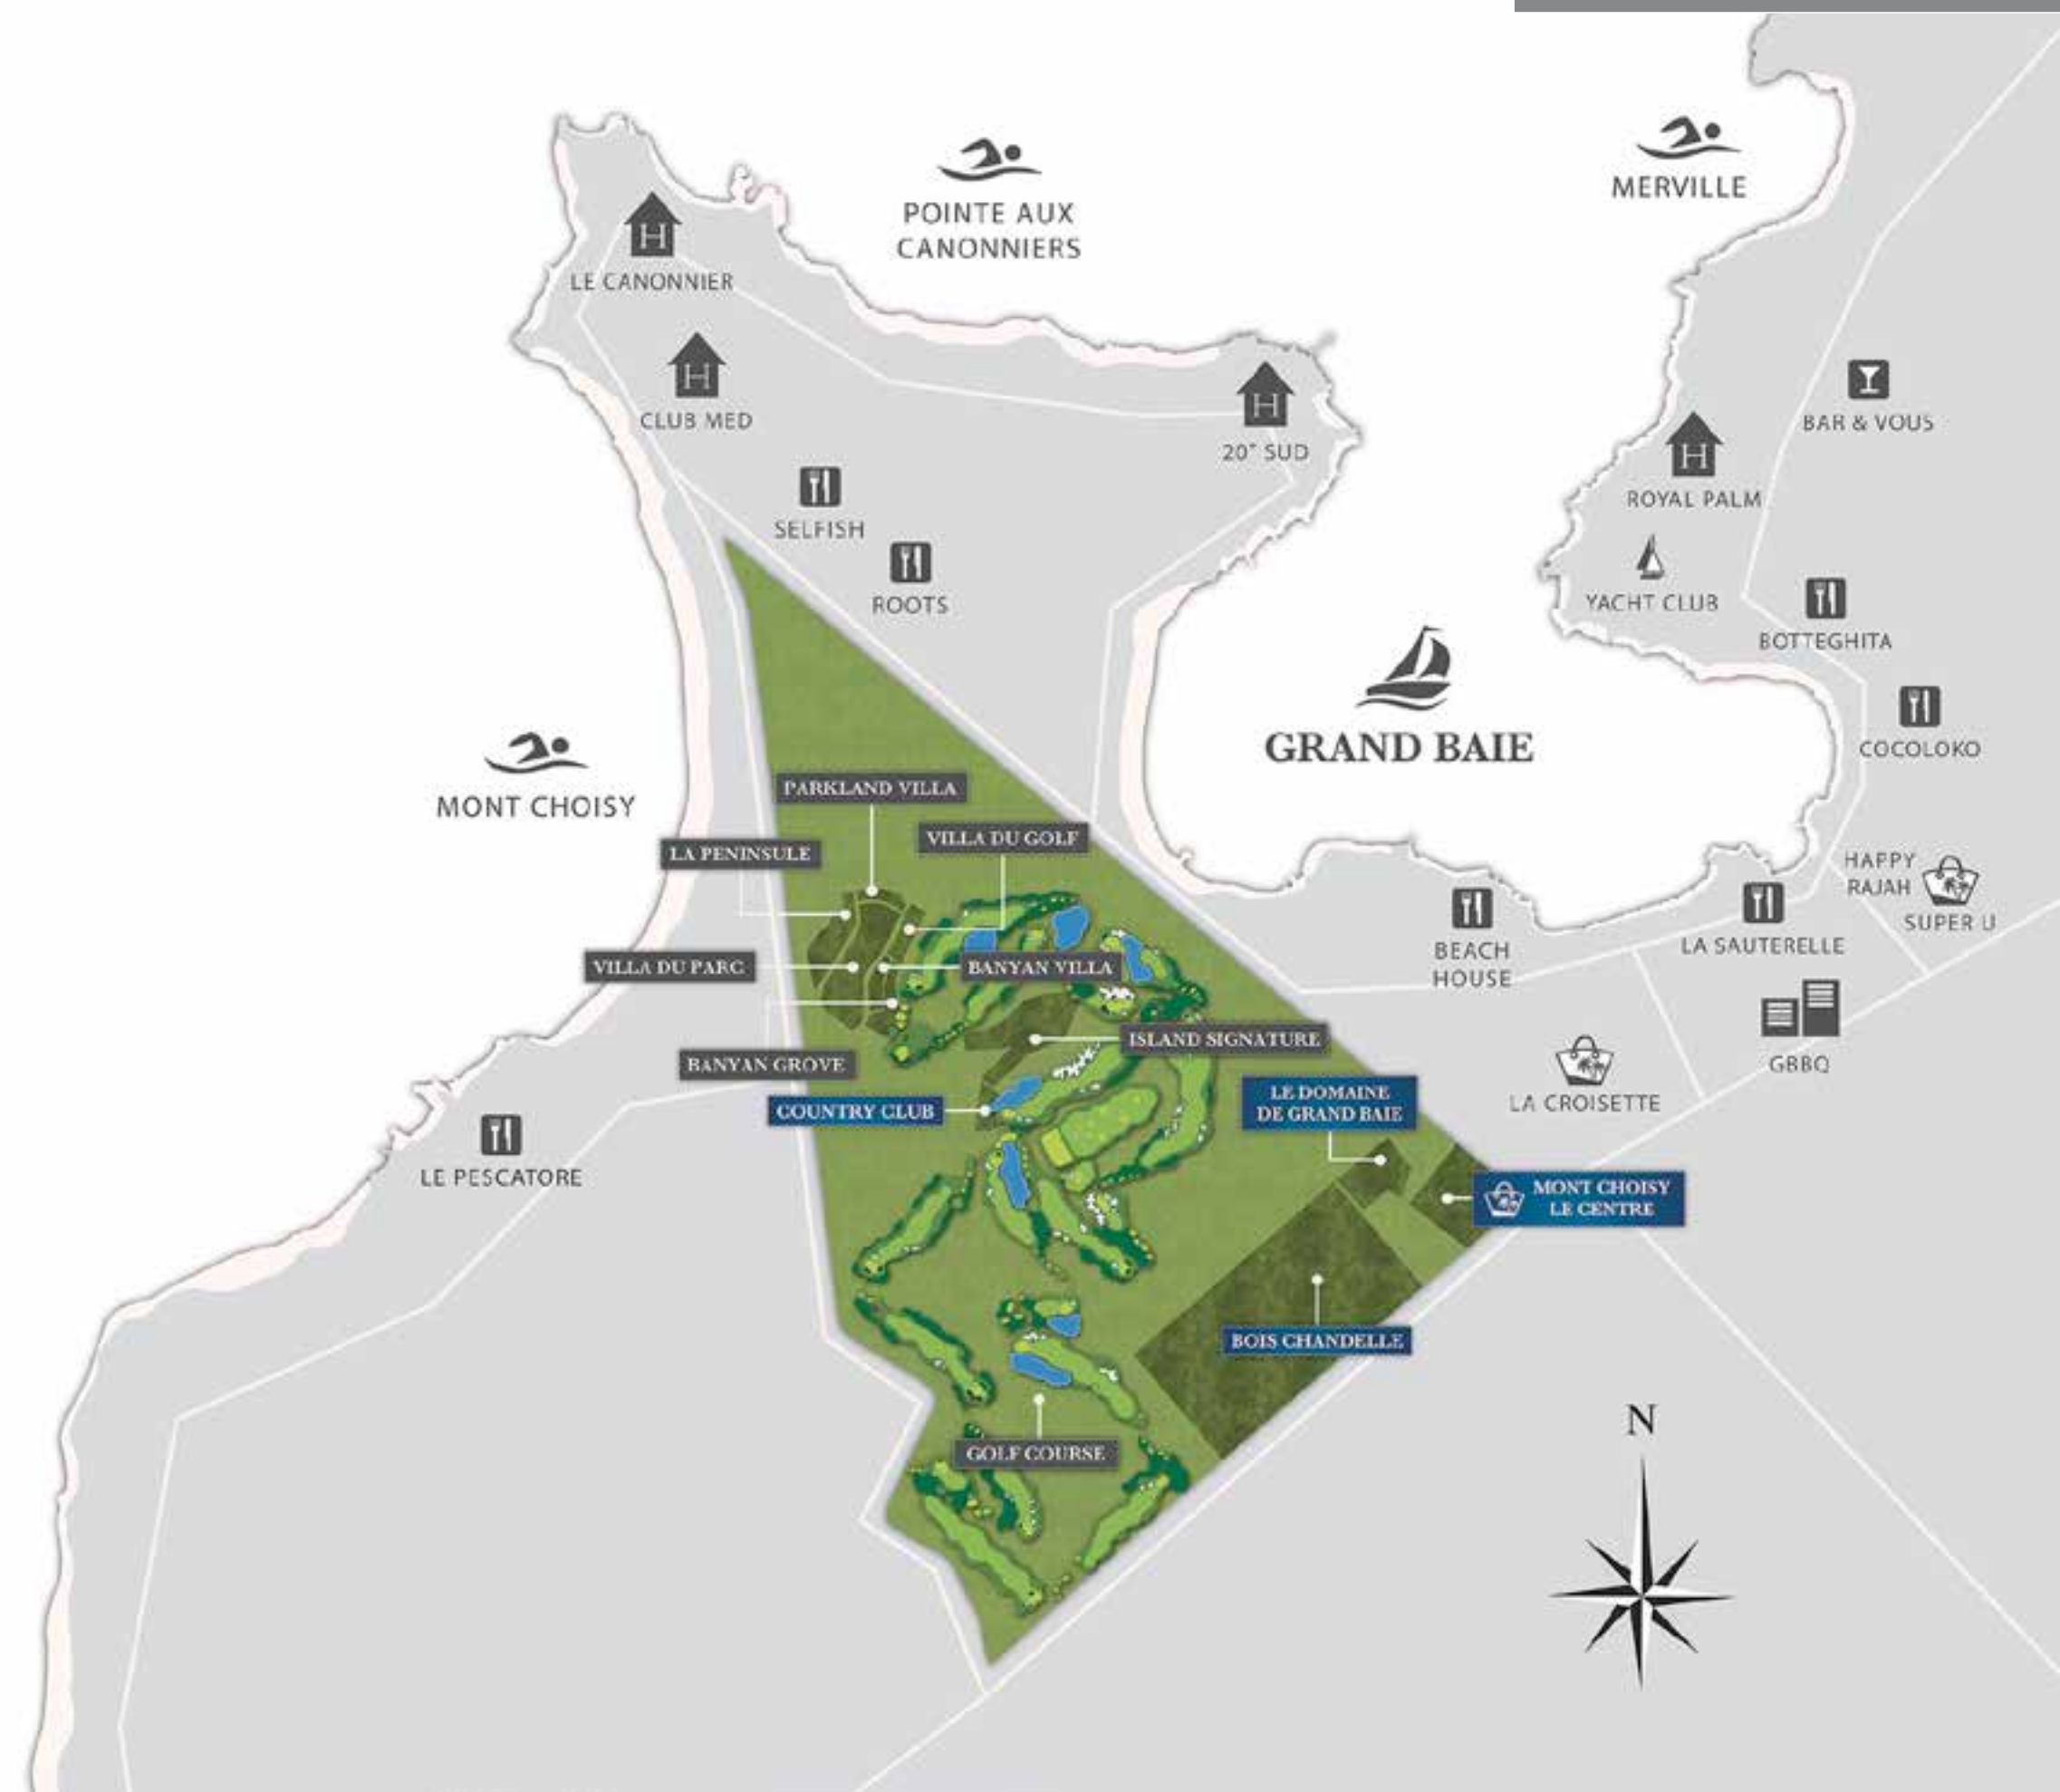 MERVILLE
POINTE AUX
CANONNIERS
H
LE CANONNIER
H
CLUB MED
H
20° SUD
BAR & VOUS
H
ROYAL PALM
SELFISH
ROOTS
YACHT CLUB
BOTTEGHITA
GRAND BAIE
COCOLOKO
MONT CHOISY
PARKLAND VILLA
VILLA DU GOLF
LA PENINSULE
HAPPY
RAJAH
SUPER U
BEACH
HOUSE
LA SAUTERELLE
VILLA DU PARC
BANYAN VILLA
ISLAND SIGNATURE
BANYAN GROVE
GBBQ
COUNTRY CLUB
LE DOMAINE
DE GRAND BAIE
LA CROISETTE
LE PESCATORE
MONT CHOISY
LE CENTRE
BOIS CHANDELLE
GOLF COURSE
N